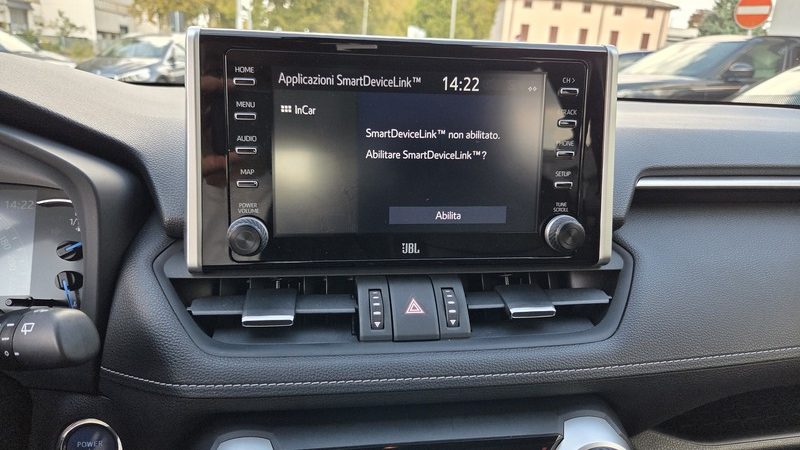 HOME
MENU
AUDIO
MAP
POWER
VOLUME
Applicazioni SmartDeviceLink™
14:22
InCar
SmartDeviceLink™ non abilitato.
Abilitare SmartDeviceLink™?
Abilita
CH >
TRACK
PHONE
SETUP
TUNE
SCROLL
JBL
14:22
POWER